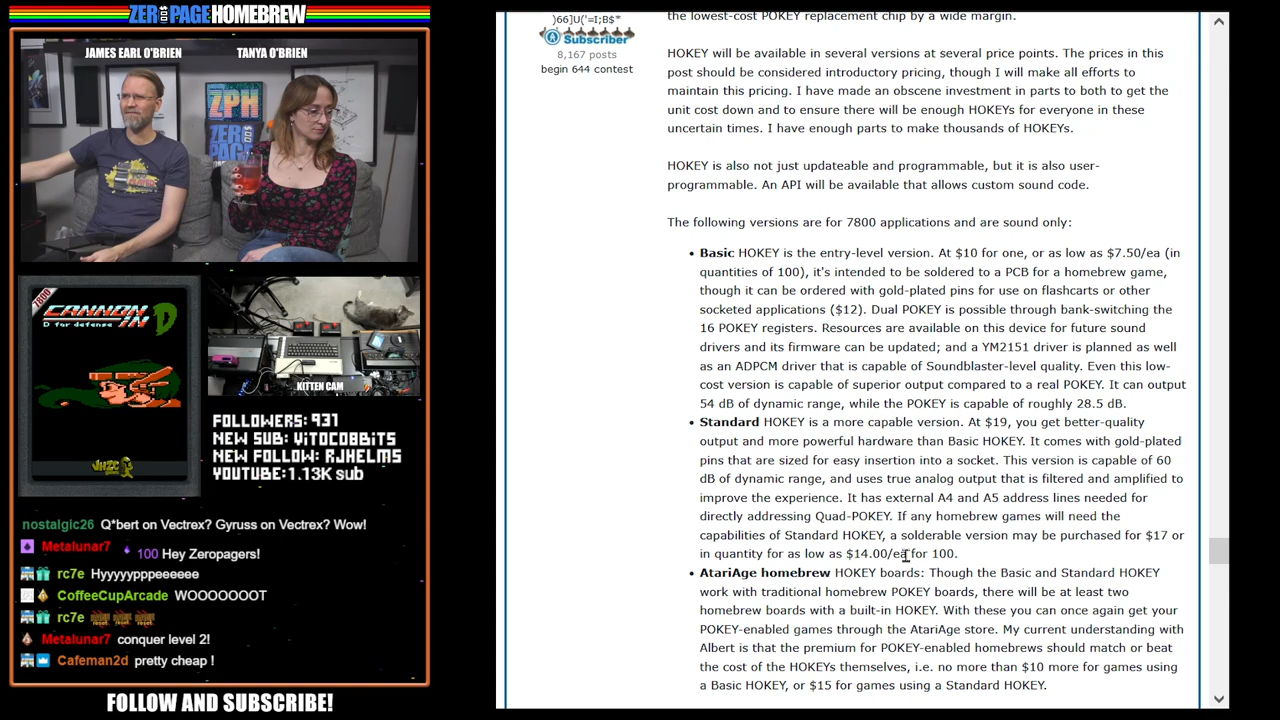 ZEROPAGE HOMEBREW
JAMES EARL O'BRIEN
TANYA O'BRIEN
ZPH
7800
CANNON
IN D
D for defense
KITTEN CAM
FOLLOWERS: 931
NEW SUB: VITOCOBBITS
NEW FOLLOW: RJHELMS
YOUTUBE: 1.13K sub
nostalgic26 Q*bert on Vectrex? Gyruss on Vectrex? Wow!
Metalunar7 100 Hey Zeropagers!
rc7e Hyyyyypppeeeeee
CoffeeCupArcade WOOOOOOOT
rc7e
Metalunar7 conquer level 2!
Cafeman2d pretty cheap !
FOLLOW AND SUBSCRIBE!
)66]U('=I;B$*
Subscriber
8,167 posts
begin 644 contest
the lowest-cost POKEY replacement chip by a wide margin.
HOKEY will be available in several versions at several price points. The prices in this
post should be considered introductory pricing, though I will make all efforts to
maintain this pricing. I have made an obscene investment in parts to both to get the
unit cost down and to ensure there will be enough HOKEYs for everyone in these
uncertain times. I have enough parts to make thousands of HOKEYs.
HOKEY is also not just updateable and programmable, but it is also user-
programmable. An API will be available that allows custom sound code.
The following versions are for 7800 applications and are sound only:
• Basic HOKEY is the entry-level version. At $10 for one, or as low as $7.50/ea (in
quantities of 100), it's intended to be soldered to a PCB for a homebrew game,
though it can be ordered with gold-plated pins for use on flashcarts or other
socketed applications ($12). Dual POKEY is possible through bank-switching the
16 POKEY registers. Resources are available on this device for future sound
drivers and its firmware can be updated; and a YM2151 driver is planned as well
as an ADPCM driver that is capable of Soundblaster-level quality. Even this low-
cost version is capable of superior output compared to a real POKEY. It can output
54 dB of dynamic range, while the POKEY is capable of roughly 28.5 dB.
• Standard HOKEY is a more capable version. At $19, you get better-quality
output and more powerful hardware than Basic HOKEY. It comes with gold-plated
pins that are sized for easy insertion into a socket. This version is capable of 60
dB of dynamic range, and uses true analog output that is filtered and amplified to
improve the experience. It has external A4 and A5 address lines needed for
directly addressing Quad-POKEY. If any homebrew games will need the
capabilities of Standard HOKEY, a solderable version may be purchased for $17 or
in quantity for as low as $14.00/ea for 100.
• AtariAge homebrew HOKEY boards: Though the Basic and Standard HOKEY
work with traditional homebrew POKEY boards, there will be at least two
homebrew boards with a built-in HOKEY. With these you can once again get your
POKEY-enabled games through the AtariAge store. My current understanding with
Albert is that the premium for POKEY-enabled homebrews should match or beat
the cost of the HOKEYs themselves, i.e. no more than $10 more for games using
a Basic HOKEY, or $15 for games using a Standard HOKEY.